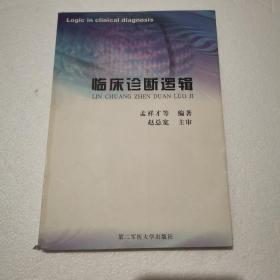 Logic in clinical diagnosis
临床诊断逻辑
LIN CHUANG ZHEN DUAN LUO JI
孟祥才等 编著
赵总宽 主审
第二军医大学出版社